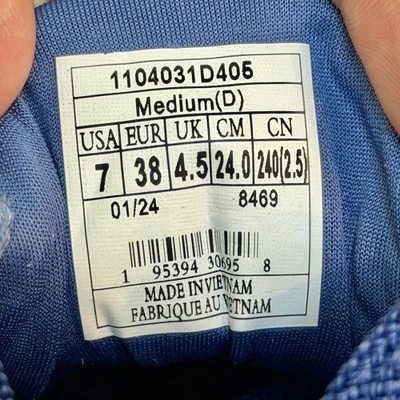 1104031D405
Medium(D)
USA EUR UK CM CN
7 38 4.5 24.0 240(2.5)
01/24 8469
1 95394 30695 8
MADE IN VIETNAM
FABRIQUE AU VIETNAM